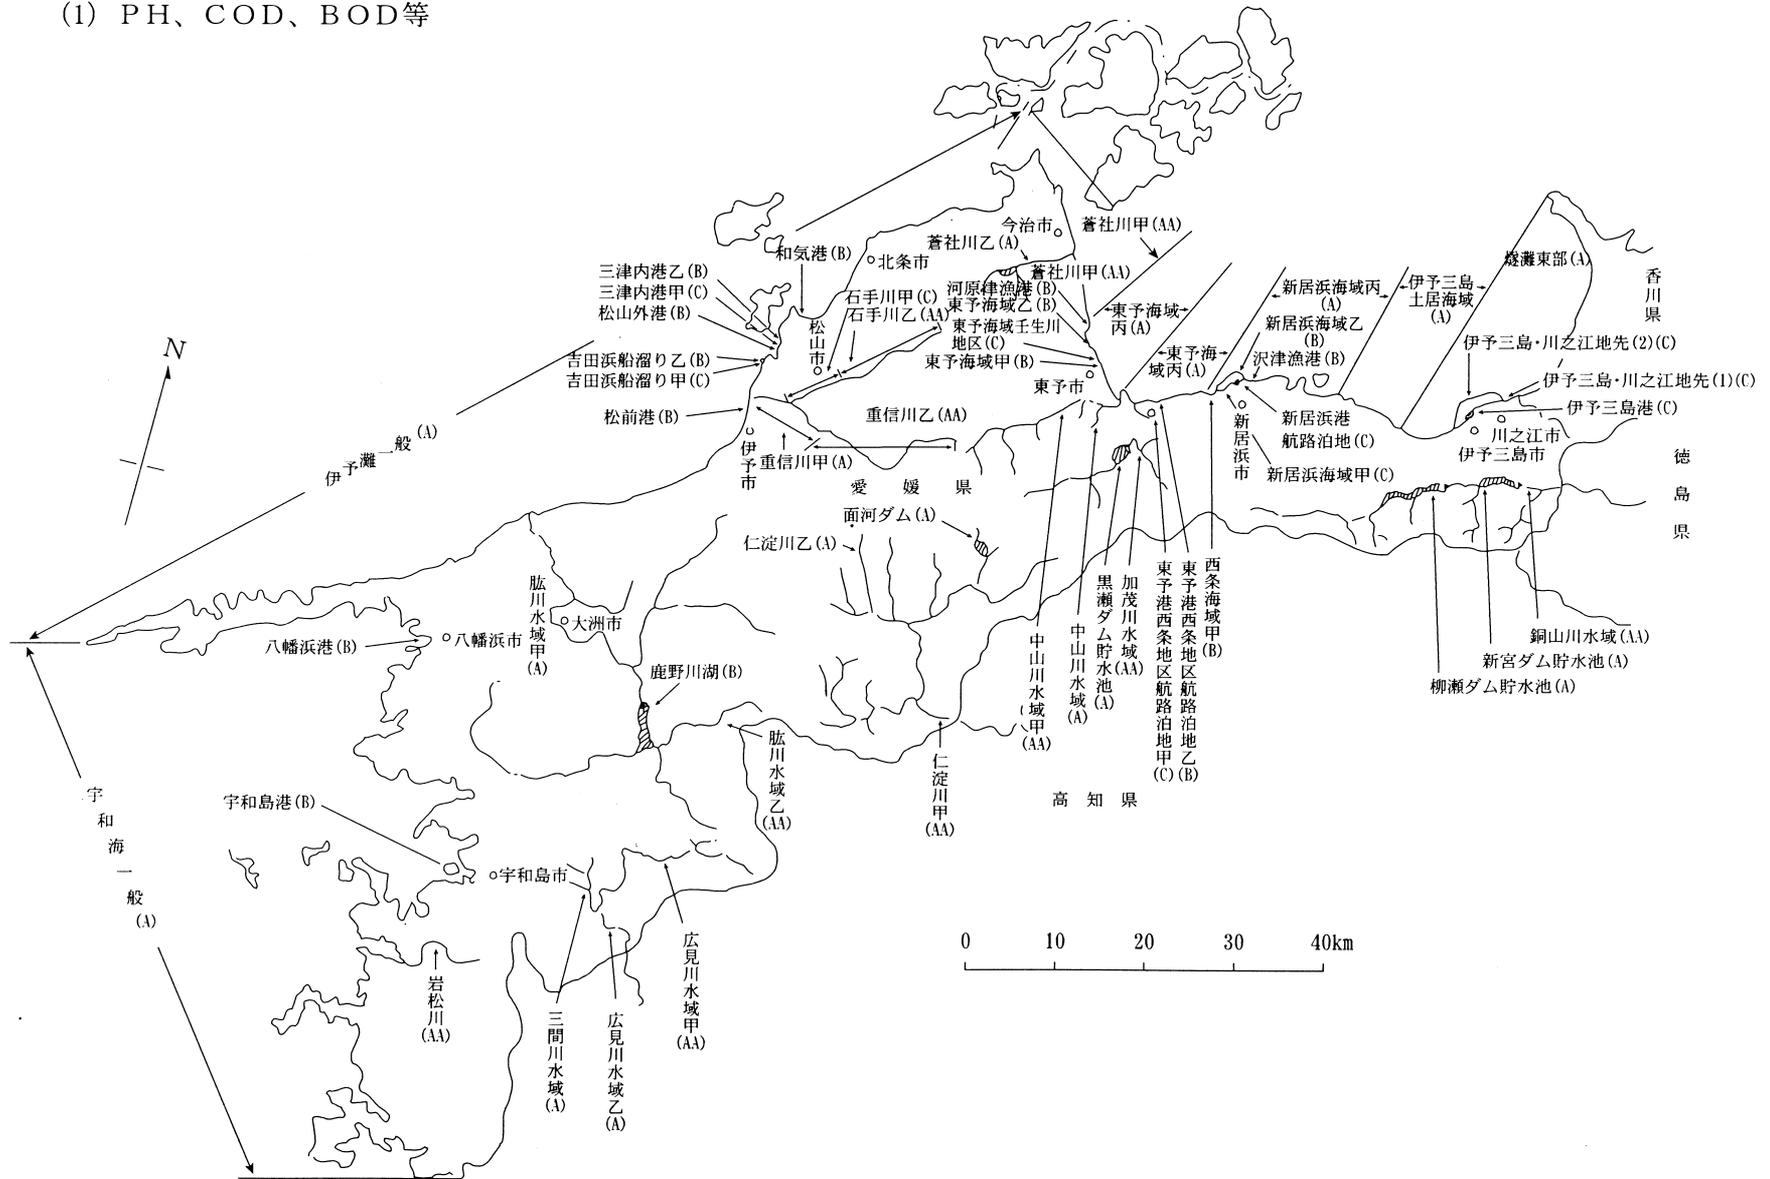 (1) PH、COD、BOD等
N
今治市
蒼社川甲(AA)
蒼社川乙(A)
蒼社川甲(AA)
和気港(B)
北条市
三津内港乙(B)
三津内港甲(C)
松山外港(B)
石手川甲(C)
石手川乙(AA)
河原津漁港(B)
東予海域乙(B)
東予海域壬生川
地区(C)
東予海域甲(B)
東予海域
丙(A)
東予海
域丙(A)
新居浜海域丙
(A)
新居浜海域乙
(B)
沢津漁港(B)
伊予三島
土居海域
(A)
燧灘東部(A)
香川県
伊予三島・川之江地先(2)(C)
伊予三島・川之江地先(1)(C)
伊予三島港(C)
川之江市
伊予三島市
徳島県
松山市
吉田浜船溜り乙(B)
吉田浜船溜り甲(C)
松前港(B)
伊予市
重信川甲(A)
重信川乙(AA)
東予市
新居浜市
新居浜港
航路泊地(C)
新居浜海域甲(C)
伊予灘一般(A)
愛媛県
面河ダム(A)
仁淀川乙(A)
肱川水域甲(A)
大洲市
八幡浜港(B)
八幡浜市
鹿野川湖(B)
肱川水域乙(AA)
仁淀川甲(AA)
中山川水域甲(AA)
中山川水域(A)
黒瀬ダム貯水池(A)
加茂川水域(AA)
東予港西条地区航路泊地甲(C)
東予港西条地区航路泊地乙(B)
西条海域甲(B)
銅山川水域(AA)
新宮ダム貯水池(A)
柳瀬ダム貯水池(A)
高知県
宇和海一般(A)
宇和島港(B)
宇和島市
岩松川(AA)
三間川水域(A)
広見川水域乙(A)
広見川水域甲(AA)
0 10 20 30 40km